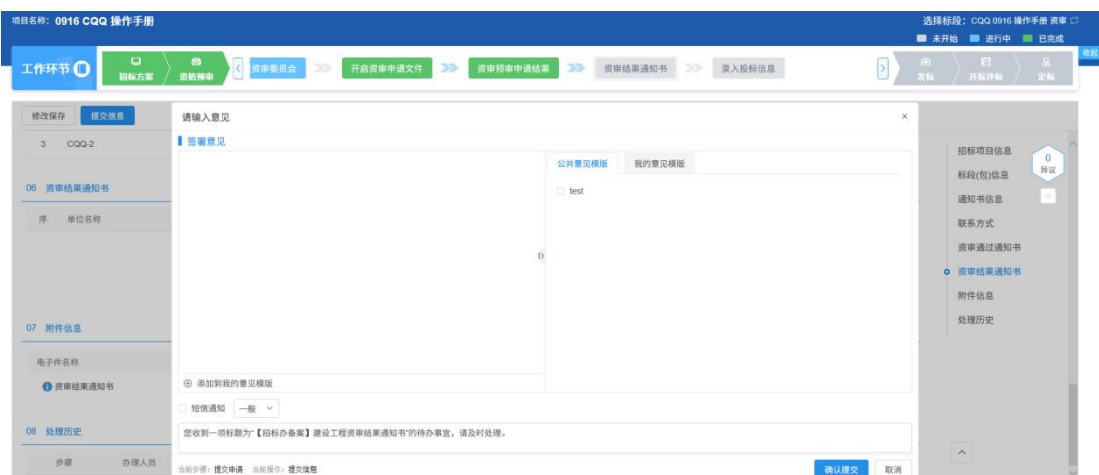 项目名称: 0916 CQQ 操作手册
选择标段: CQQ 0916 操作手册 资审
未开始 进行中 已完成
收起
工作环节
招标方案
资格预审
资审委员会
开启资审申请文件
资审预审申请结果
资审结果通知书
录入投标信息
发标
开标评标
定标
修改保存
提交信息
3 CQQ-2
06 资审结果通知书
序 单位名称
07 附件信息
电子件名称
资审结果通知书
08 处理历史
步骤 办理人员
请输入意见
×
签署意见
公共意见模版
我的意见模版
test
添加到我的意见模版
短信通知
一般
您收到一项标题为“【招标办备案】建设工程资审结果通知书”的待办事宜，请及时处理。
当前步骤: 提交申请 当前操作: 提交信息
确认提交
取消
招标项目信息
标段(包)信息
通知书信息
联系方式
资审通过通知书
资审结果通知书
附件信息
处理历史
0
异议